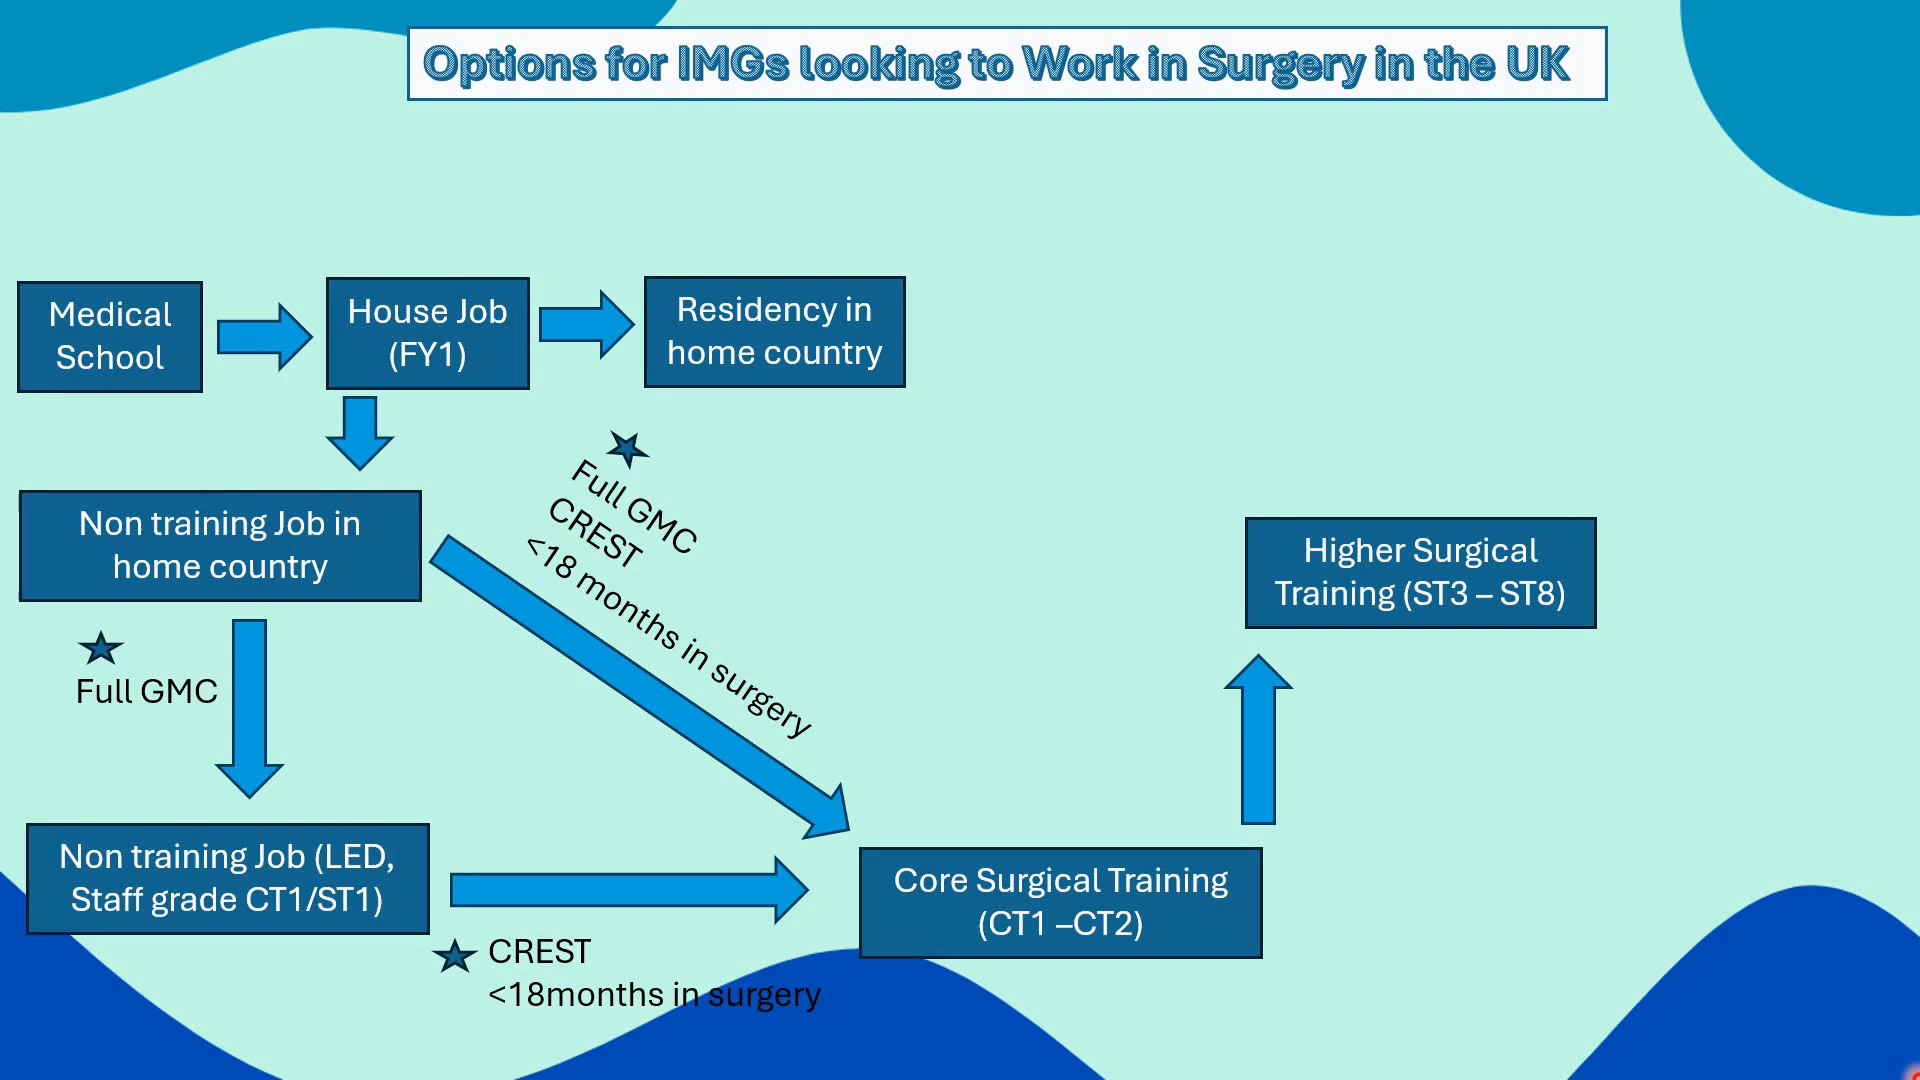 Options for IMGs looking to Work in Surgery in the UK
Medical
School
House Job
(FY1)
Residency in
home country
Non training Job in
home country
Full GMC
CREST
<18 months in surgery
Higher Surgical
Training (ST3 – ST8)
Full GMC
Non training Job (LED,
Staff grade CT1/ST1)
Core Surgical Training
(CT1 –CT2)
CREST
<18months in surgery